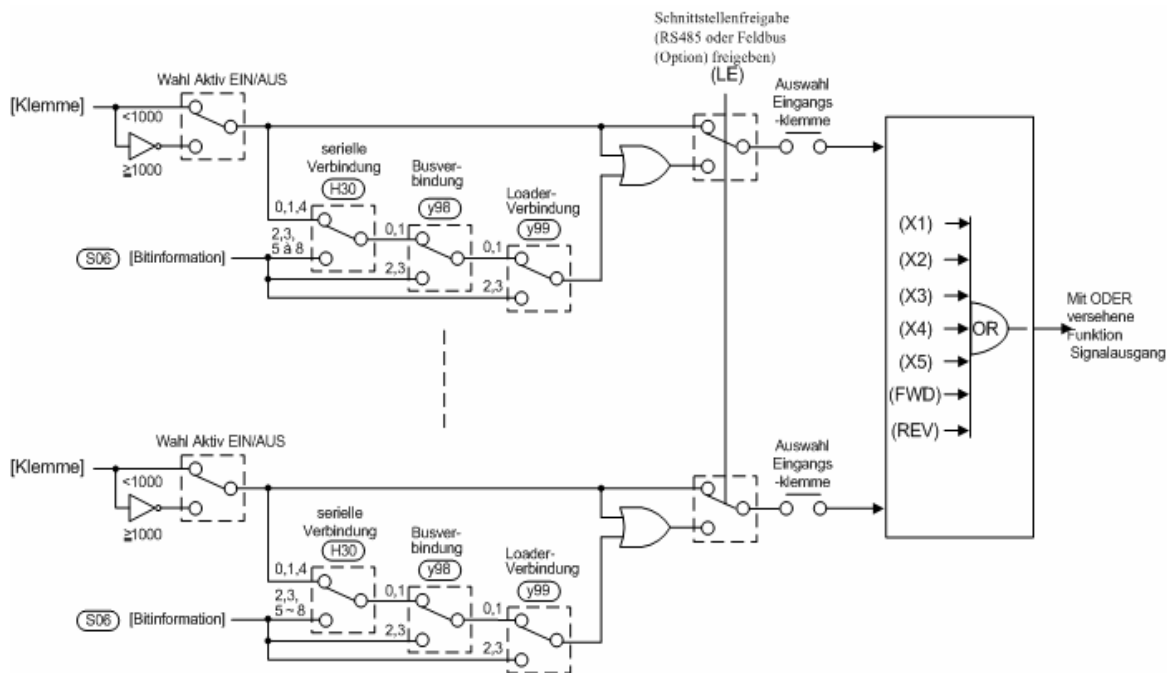 Schnittstellenfreigabe
(RS485 oder Feldbus
(Option) freigeben)
(LE)
Wahl Aktiv EIN/AUS
Auswahl
Eingangs
-klemme
[Klemme]
<1000
≧1000
serielle
Verbindung
H30
Busver-
bindung
y98
Loader-
Verbindung
y99
0,1,4
2,3,
5 à 8
0,1
0,1
2,3
2,3
S06 [Bitinformation]
(X1)
(X2)
(X3)
(X4)
(X5)
(FWD)
(REV)
OR
Mit ODER
versehene
Funktion
Signalausgang
Wahl Aktiv EIN/AUS
Auswahl
Eingangs
-klemme
[Klemme]
<1000
≧1000
serielle
Verbindung
H30
Busver-
bindung
y98
Loader-
Verbindung
y99
0,1,4
2,3,
5 ~ 8
0,1
0,1
2,3
2,3
S06 [Bitinformation]